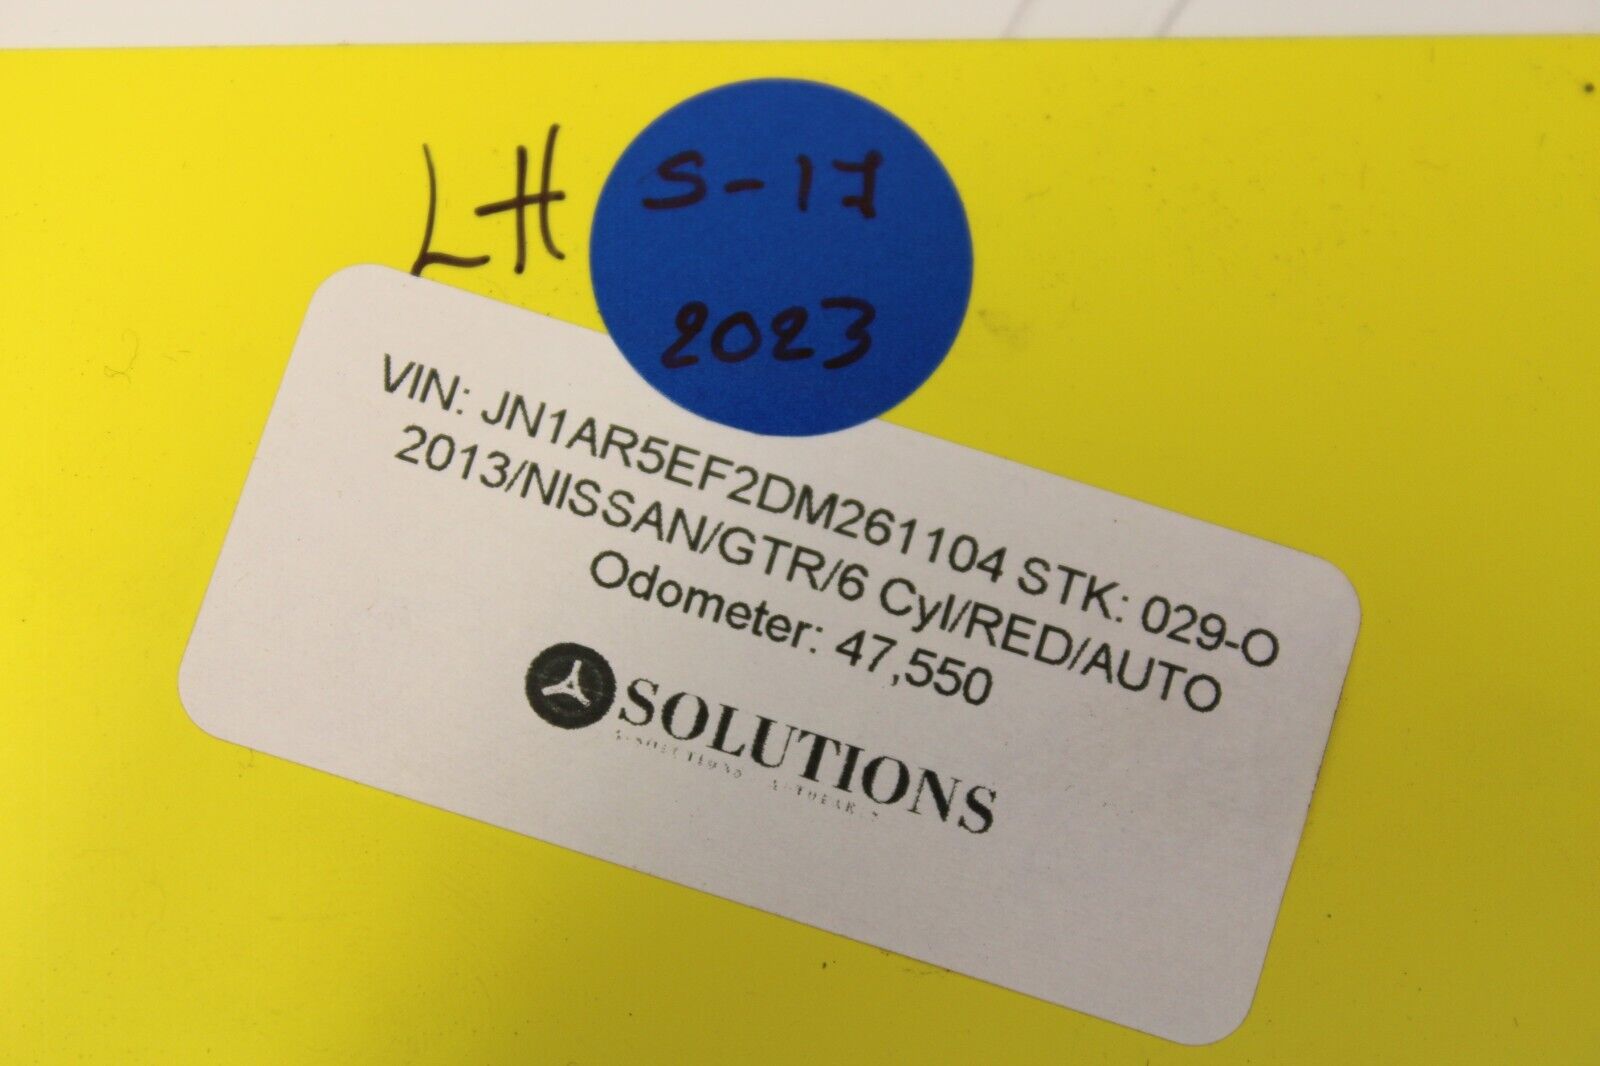 LH
S-17
2023
VIN: JN1AR5EF2DM261104 STK: 029-O
2013/NISSAN/GTR/6 Cyl/RED/AUTO
Odometer: 47,550
SOLUTIONS